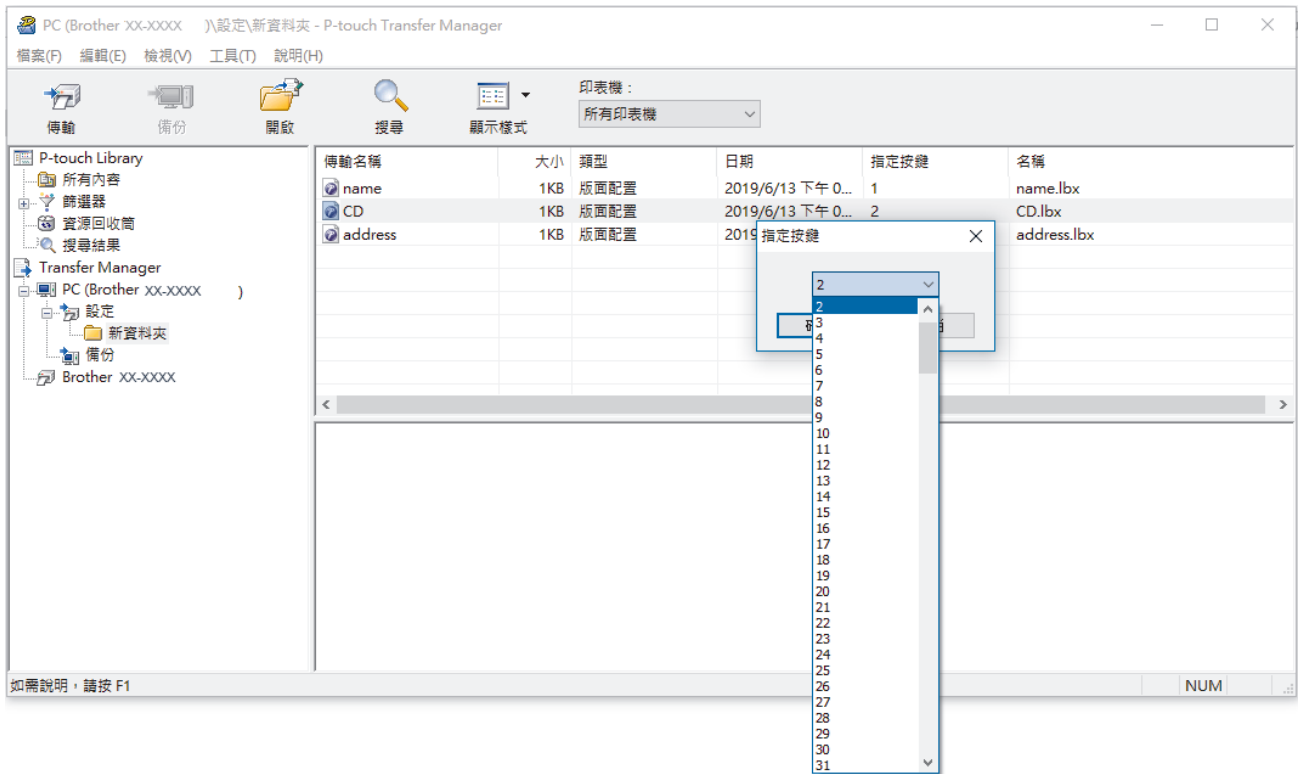 PC (Brother XX-XXXX )\設定\新資料夾 - P-touch Transfer Manager
檔案(F) 編輯(E) 檢視(V) 工具(T) 說明(H)
印表機：
所有印表機
傳輸 備份 開啟 搜尋 顯示樣式
P-touch Library
所有內容
篩選器
資源回收筒
搜尋結果
Transfer Manager
PC (Brother XX-XXXX )
設定
新資料夾
備份
Brother XX-XXXX
傳輸名稱 大小 類型 日期 指定按鍵 名稱
name 1KB 版面配置 2019/6/13 下午 0... 1 name.lbx
CD 1KB 版面配置 2019/6/13 下午 0... 2 CD.lbx
address 1KB 版面配置 2019 address.lbx
指定按鍵
2
2
3
4
5
6
7
8
9
10
11
12
13
14
15
16
17
18
19
20
21
22
23
24
25
26
27
28
29
30
31
如需說明，請按 F1
NUM